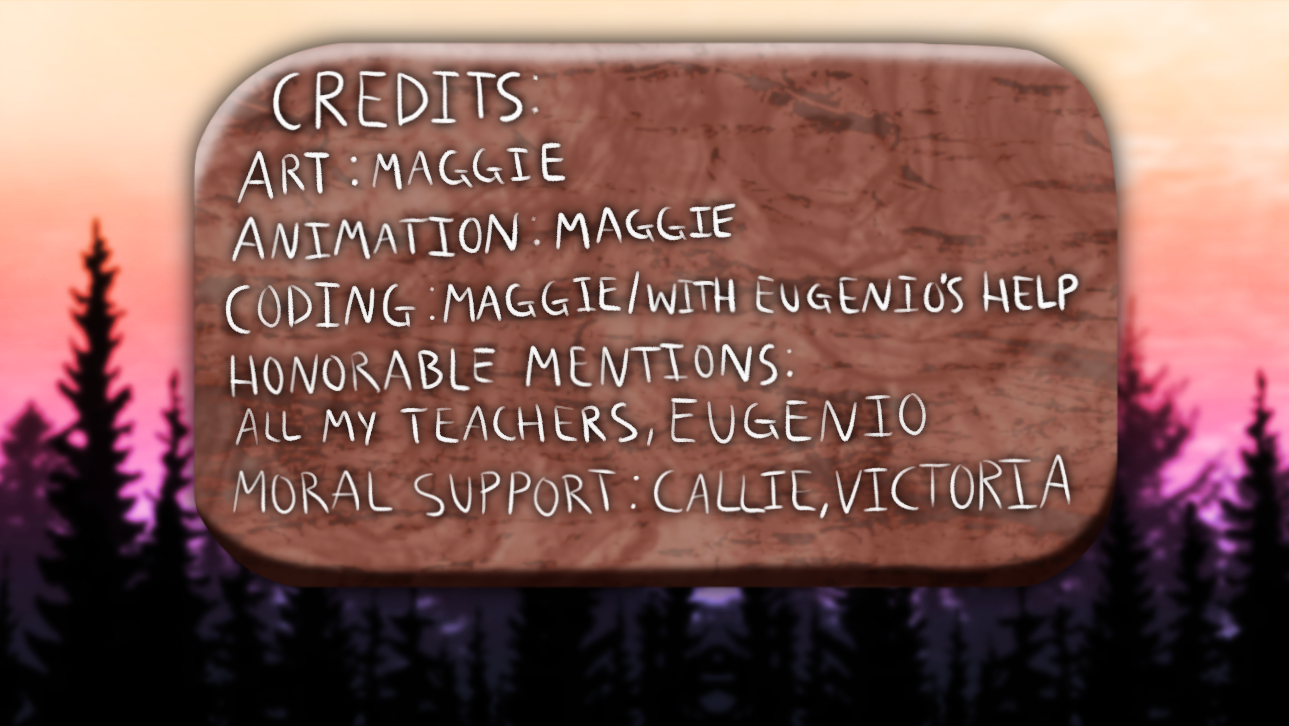 CREDITS:
ART: MAGGIE
ANIMATION: MAGGIE
CODING: MAGGIE/WITH EUGENIO'S HELP
HONORABLE MENTIONS:
ALL MY TEACHERS, EUGENIO
MORAL SUPPORT: CALLIE, VICTORIA